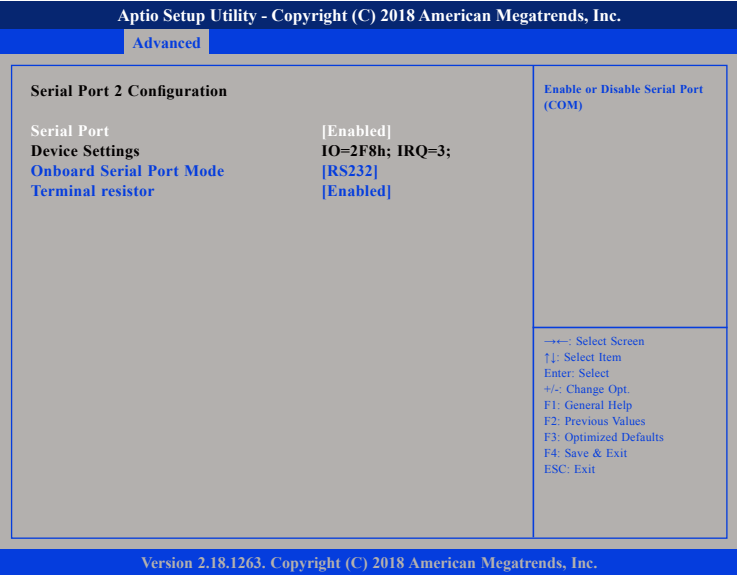 Aptio Setup Utility - Copyright (C) 2018 American Megatrends, Inc.
Advanced
Serial Port 2 Configuration
Serial Port [Enabled]
Device Settings IO=2F8h; IRQ=3;
Onboard Serial Port Mode [RS232]
Terminal resistor [Enabled]
Enable or Disable Serial Port
(COM)
→←: Select Screen
↑↓: Select Item
Enter: Select
+/-: Change Opt.
F1: General Help
F2: Previous Values
F3: Optimized Defaults
F4: Save & Exit
ESC: Exit
Version 2.18.1263. Copyright (C) 2018 American Megatrends, Inc.